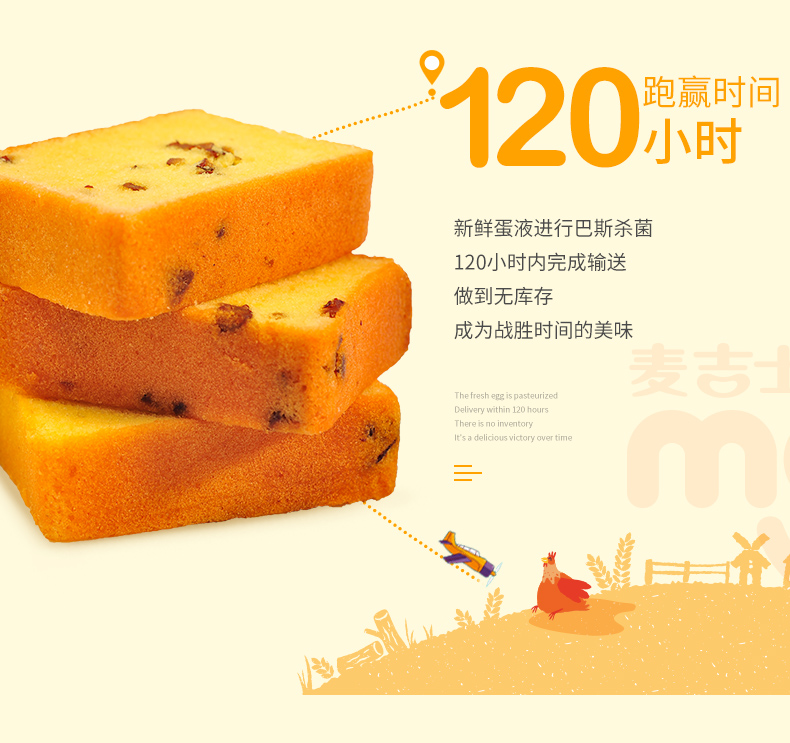 120
跑赢时间
小时
新鲜蛋液进行巴斯杀菌
120小时内完成输送
做到无库存
成为战胜时间的美味
The fresh egg is pasteurized
Delivery within 120 hours
There is no inventory
It's a delicious victory over time
麦吉士